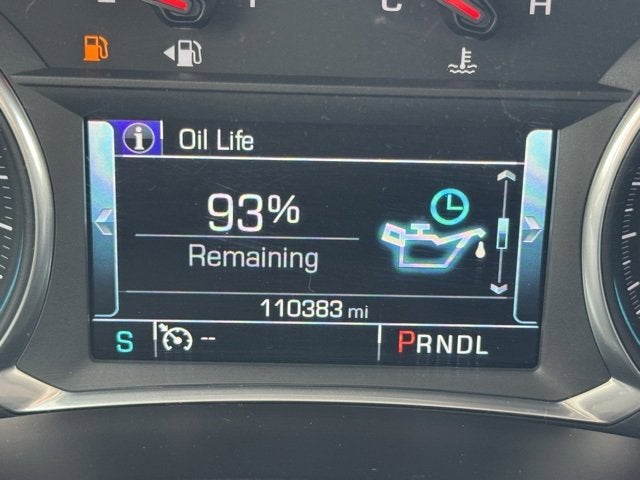 C H
i Oil Life
93%
Remaining
110383 mi
S -- PRNDL